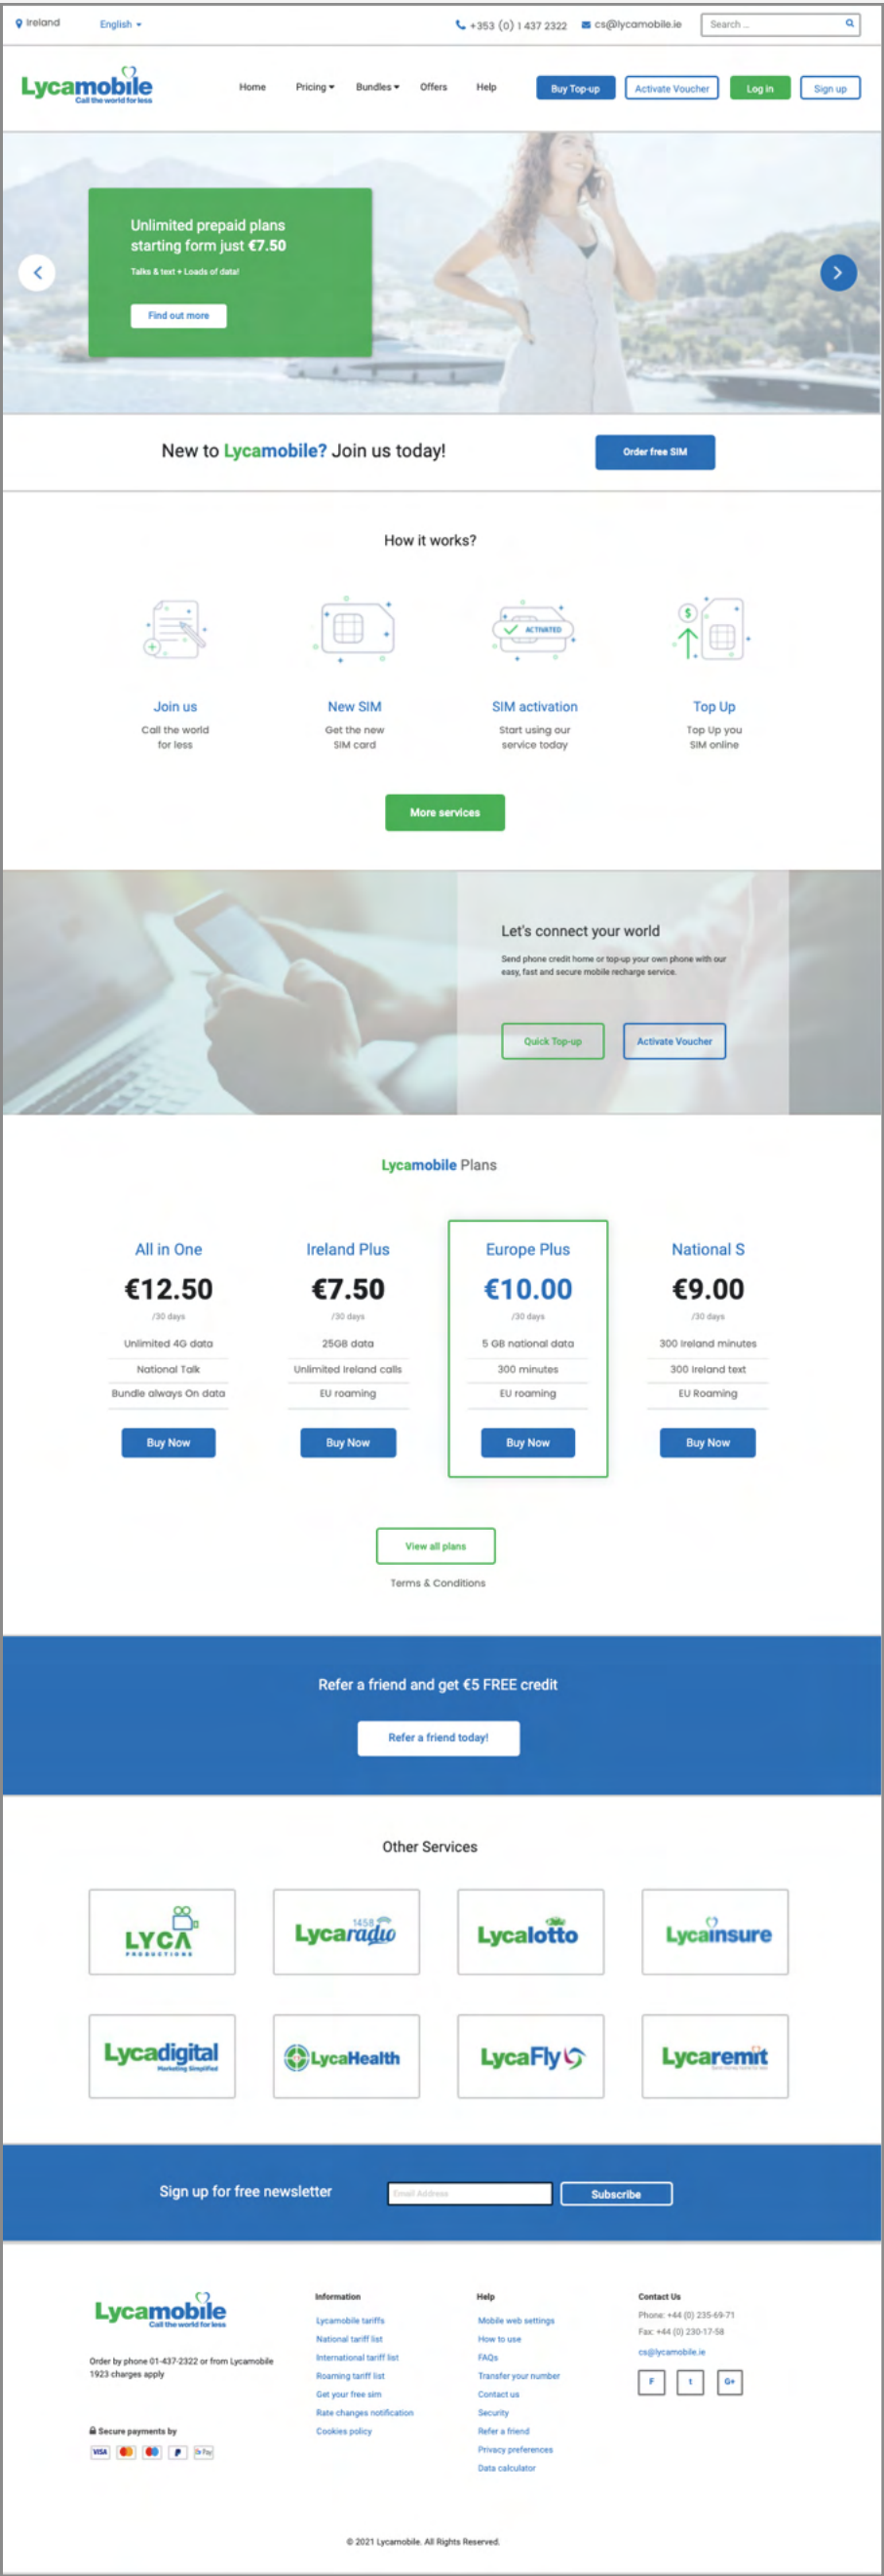 Ireland English +353 (0) 1 437 2322 cs@lycamobile.ie Search ...
Lycamobile
Call the world for less
Home Pricing Bundles Offers Help Buy Top-up Activate Voucher Log in Sign up
Unlimited prepaid plans
starting form just €7.50
Talks & text + Loads of data!
Find out more
New to Lycamobile? Join us today! Order free SIM
How it works?
ACTIVATED
$
Join us
Call the world
for less
New SIM
Get the new
SIM card
SIM activation
Start using our
service today
Top Up
Top Up you
SIM online
More services
Let's connect your world
Send phone credit home or top-up your own phone with our
easy, fast and secure mobile recharge service.
Quick Top-up Activate Voucher
Lycamobile Plans
All in One
€12.50
/30 days
Unlimited 4G data
National Talk
Bundle always On data
Buy Now
Ireland Plus
€7.50
/30 days
25GB data
Unlimited Ireland calls
EU roaming
Buy Now
Europe Plus
€10.00
/30 days
5 GB national data
300 minutes
EU roaming
Buy Now
National S
€9.00
/30 days
300 Ireland minutes
300 Ireland text
EU Roaming
Buy Now
View all plans
Terms & Conditions
Refer a friend and get €5 FREE credit
Refer a friend today!
Other Services
LYCA
PRODUCTIONS
1458
Lycaradio
Lycalotto
Lycainsure
Lycadigital
Marketing Simplified
LycaHealth
LycaFly
Lycaremit
Sign up for free newsletter Email Address Subscribe
Lycamobile
Call the world for less
Order by phone 01-437-2322 or from Lycamobile
1923 charges apply
Secure payments by
VISA P Pay
Information
Lycamobile tariffs
National tariff list
International tariff list
Roaming tariff list
Get your free sim
Rate changes notification
Cookies policy
Help
Mobile web settings
How to use
FAQs
Transfer your number
Contact us
Security
Refer a friend
Privacy preferences
Data calculator
Contact Us
Phone: +44 (0) 235-69-71
Fax: +44 (0) 230-17-58
cs@lycamobile.ie
F t G+
© 2021 Lycamobile. All Rights Reserved.